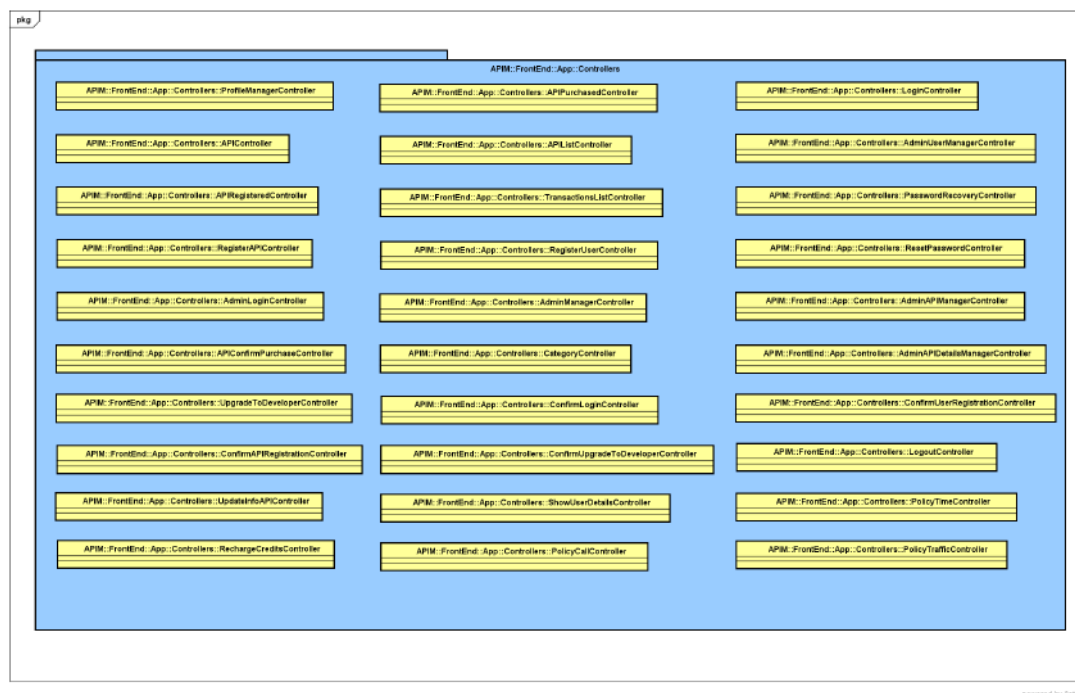 pkg
APIM::FrontEnd::App::Controllers
APIM::FrontEnd::App::Controllers::ProfileManagerController
APIM::FrontEnd::App::Controllers::APIPurchasedController
APIM::FrontEnd::App::Controllers::LoginController
APIM::FrontEnd::App::Controllers::APIController
APIM::FrontEnd::App::Controllers::APIListController
APIM::FrontEnd::App::Controllers::AdminUserManagerController
APIM::FrontEnd::App::Controllers::APIRegisteredController
APIM::FrontEnd::App::Controllers::TransactionsListController
APIM::FrontEnd::App::Controllers::PasswordRecoveryController
APIM::FrontEnd::App::Controllers::RegisterAPIController
APIM::FrontEnd::App::Controllers::RegisterUserController
APIM::FrontEnd::App::Controllers::ResetPasswordController
APIM::FrontEnd::App::Controllers::AdminLoginController
APIM::FrontEnd::App::Controllers::AdminManagerController
APIM::FrontEnd::App::Controllers::AdminAPIManagerController
APIM::FrontEnd::App::Controllers::APIConfirmPurchaseController
APIM::FrontEnd::App::Controllers::CategoryController
APIM::FrontEnd::App::Controllers::AdminAPIDetailsManagerController
APIM::FrontEnd::App::Controllers::UpgradeToDeveloperController
APIM::FrontEnd::App::Controllers::ConfirmLoginController
APIM::FrontEnd::App::Controllers::ConfirmUserRegistrationController
APIM::FrontEnd::App::Controllers::ConfirmAPIRegistrationController
APIM::FrontEnd::App::Controllers::ConfirmUpgradeToDeveloperController
APIM::FrontEnd::App::Controllers::LogoutController
APIM::FrontEnd::App::Controllers::UpdateInfoAPIController
APIM::FrontEnd::App::Controllers::ShowUserDetailsController
APIM::FrontEnd::App::Controllers::PolicyTimeController
APIM::FrontEnd::App::Controllers::RechargeCreditsController
APIM::FrontEnd::App::Controllers::PolicyCallController
APIM::FrontEnd::App::Controllers::PolicyTrafficController